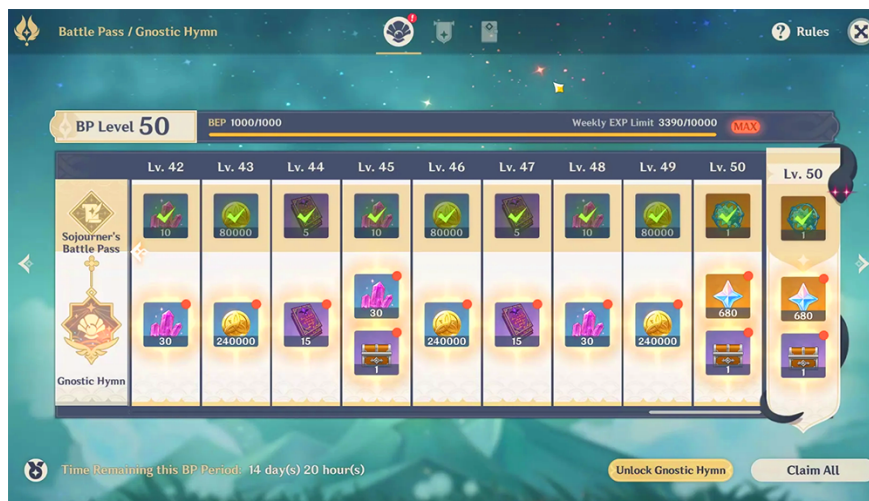 Battle Pass / Gnostic Hymn
? Rules
BP Level 50
BEP 1000/1000
Weekly EXP Limit 3390/10000
MAX
Lv. 42
Lv. 43
Lv. 44
Lv. 45
Lv. 46
Lv. 47
Lv. 48
Lv. 49
Lv. 50
Lv. 50
Sojourner's
Battle Pass
10
80000
5
10
80000
5
10
80000
1
1
Gnostic Hymn
30
240000
15
30
1
240000
15
30
240000
680
1
680
1
Time Remaining this BP Period: 14 day(s) 20 hour(s)
Unlock Gnostic Hymn
Claim All